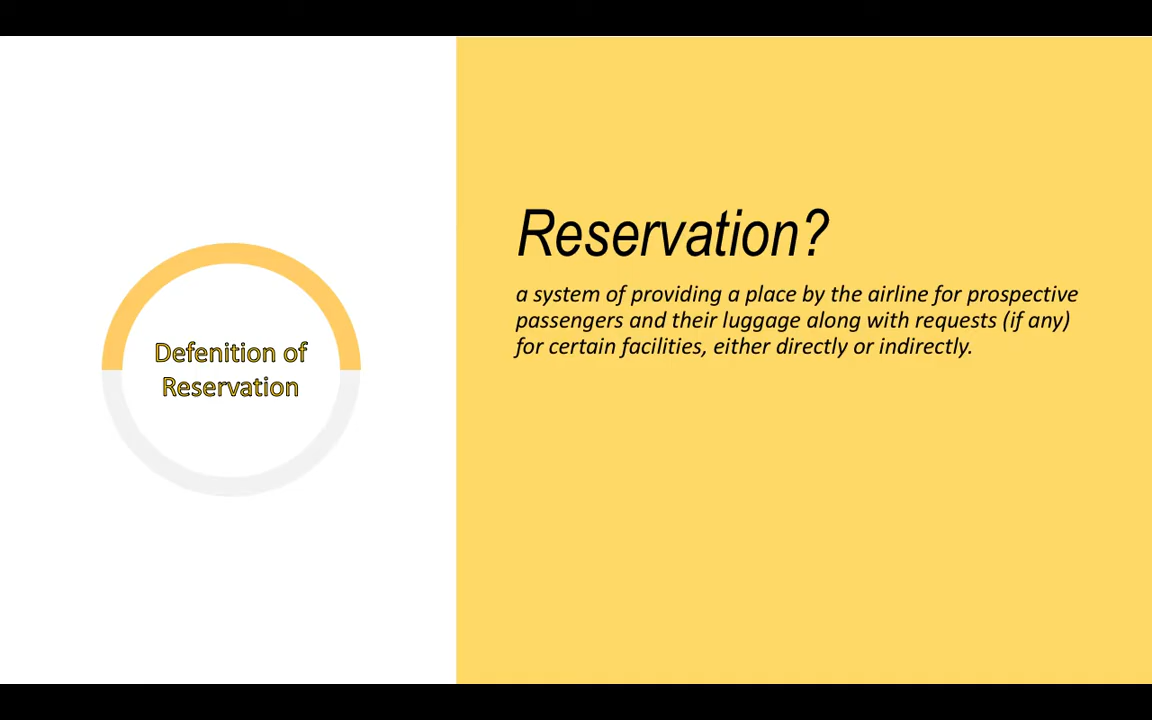 Defenition of
Reservation
Reservation?
a system of providing a place by the airline for prospective
passengers and their luggage along with requests (if any)
for certain facilities, either directly or indirectly.